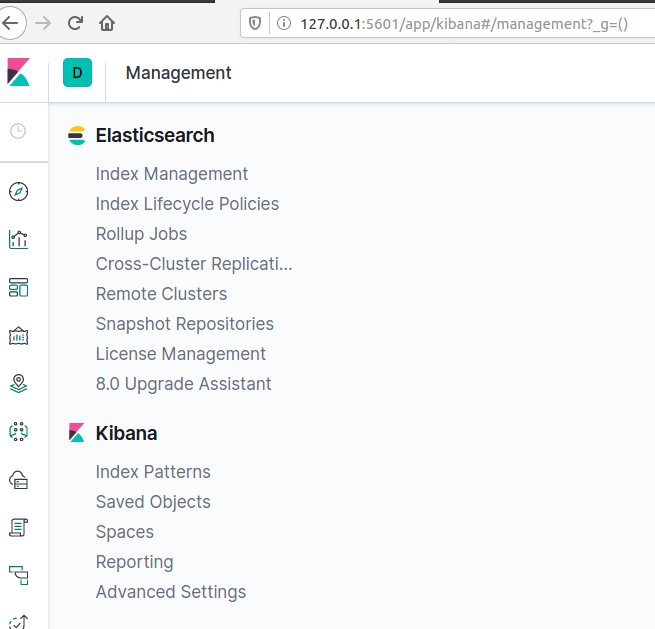 127.0.0.1:5601/app/kibana#/management?_g=()
D Management
Elasticsearch
Index Management
Index Lifecycle Policies
Rollup Jobs
Cross-Cluster Replicati...
Remote Clusters
Snapshot Repositories
License Management
8.0 Upgrade Assistant
Kibana
Index Patterns
Saved Objects
Spaces
Reporting
Advanced Settings